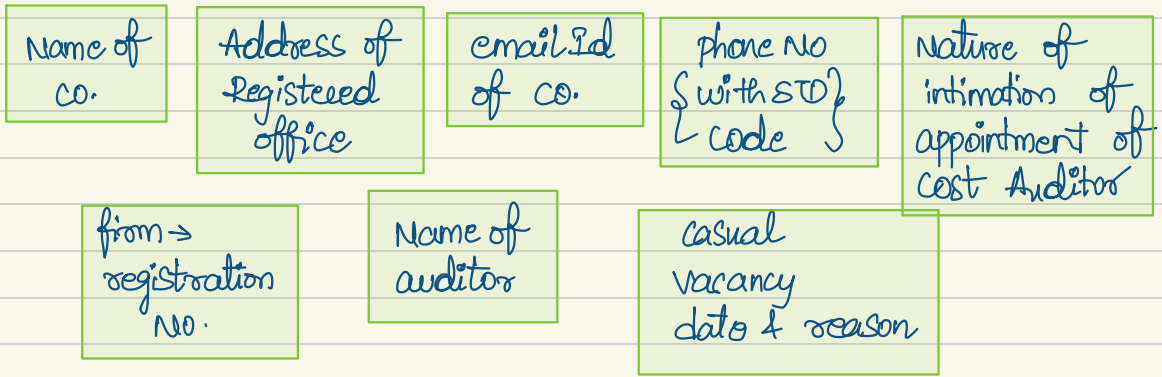 Name of
co.
Address of
Registered
office
email Id
of co.
phone No
{with STD}
code
Nature of
intimation of
appointment of
cost Auditor
firm→
registration
No.
Name of
auditor
casual
vacancy
date & reason